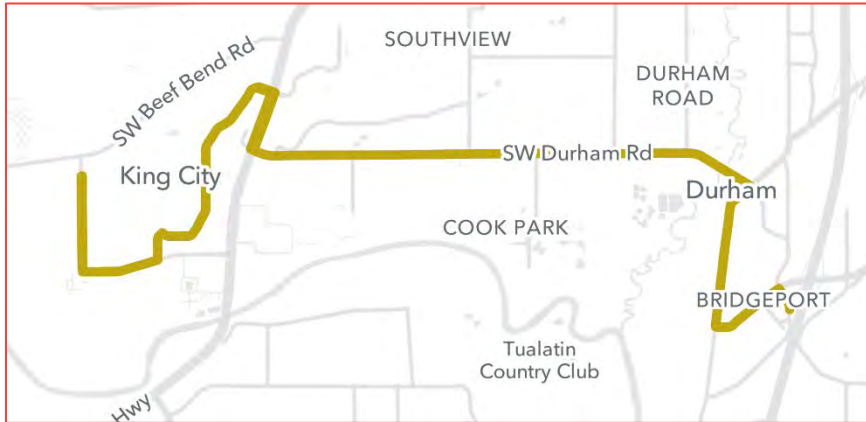 SOUTHVIEW
SW Beef Bend Rd
DURHAM
ROAD
SW Durham Rd
King City
Durham
COOK PARK
BRIDGEPORT
Tualatin
Country Club
Hwy